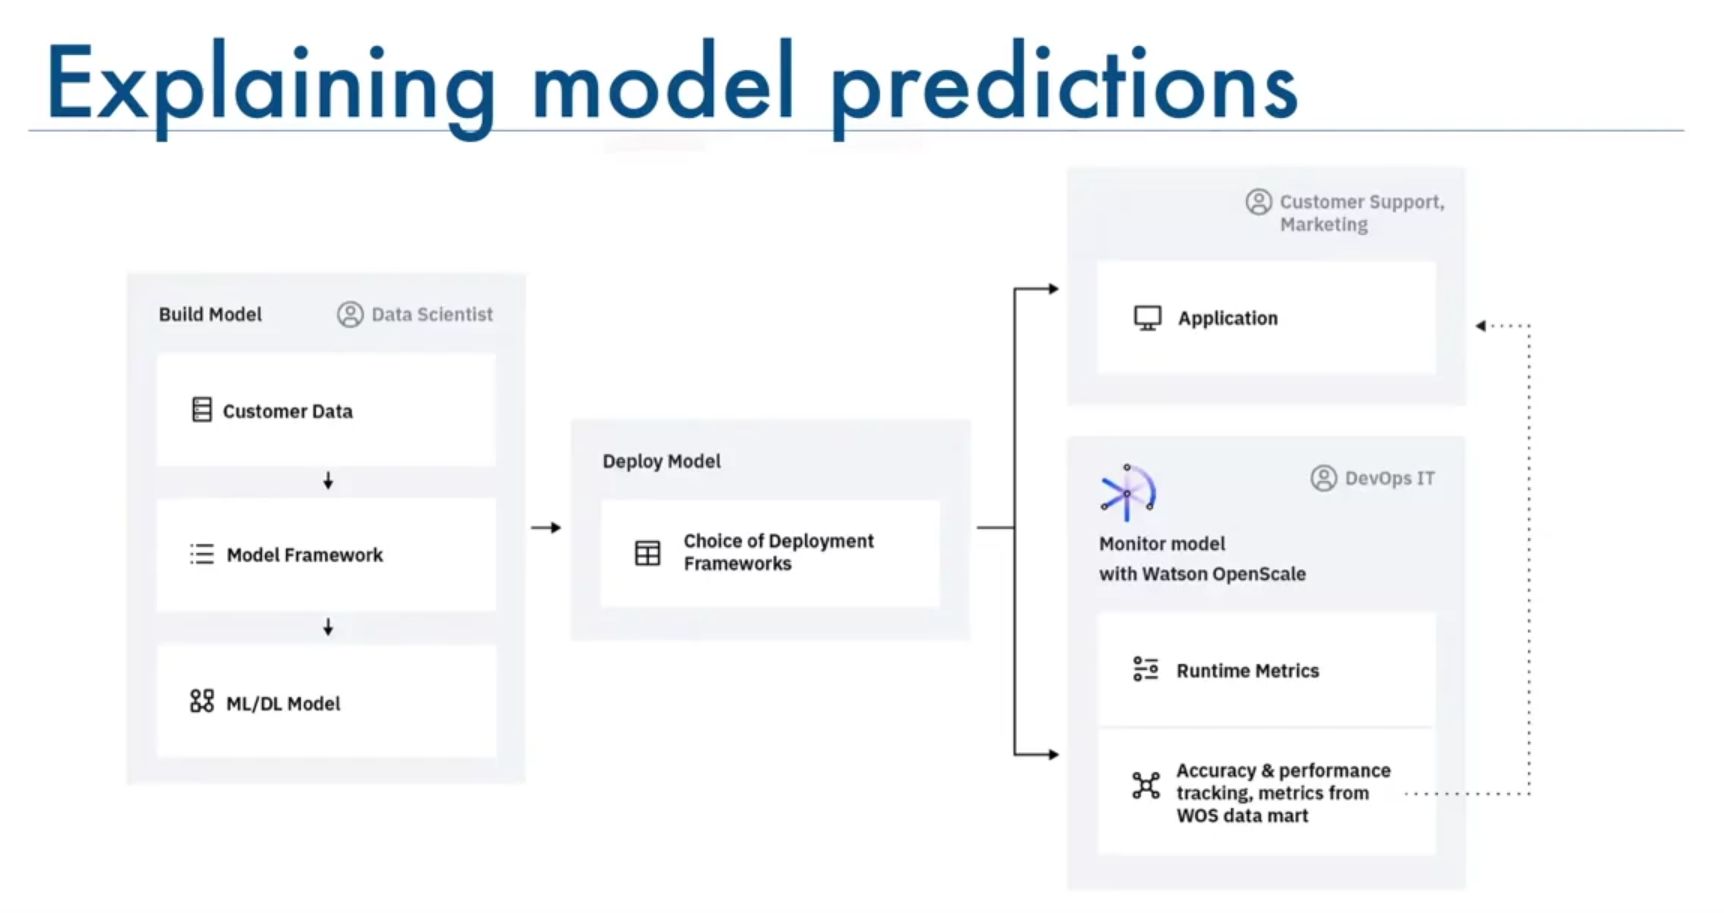 Explaining model predictions
Build Model
Data Scientist
Customer Data
Model Framework
ML/DL Model
Deploy Model
Choice of Deployment
Frameworks
Customer Support,
Marketing
Application
DevOps IT
Monitor model
with Watson OpenScale
Runtime Metrics
Accuracy & performance
tracking, metrics from
WOS data mart